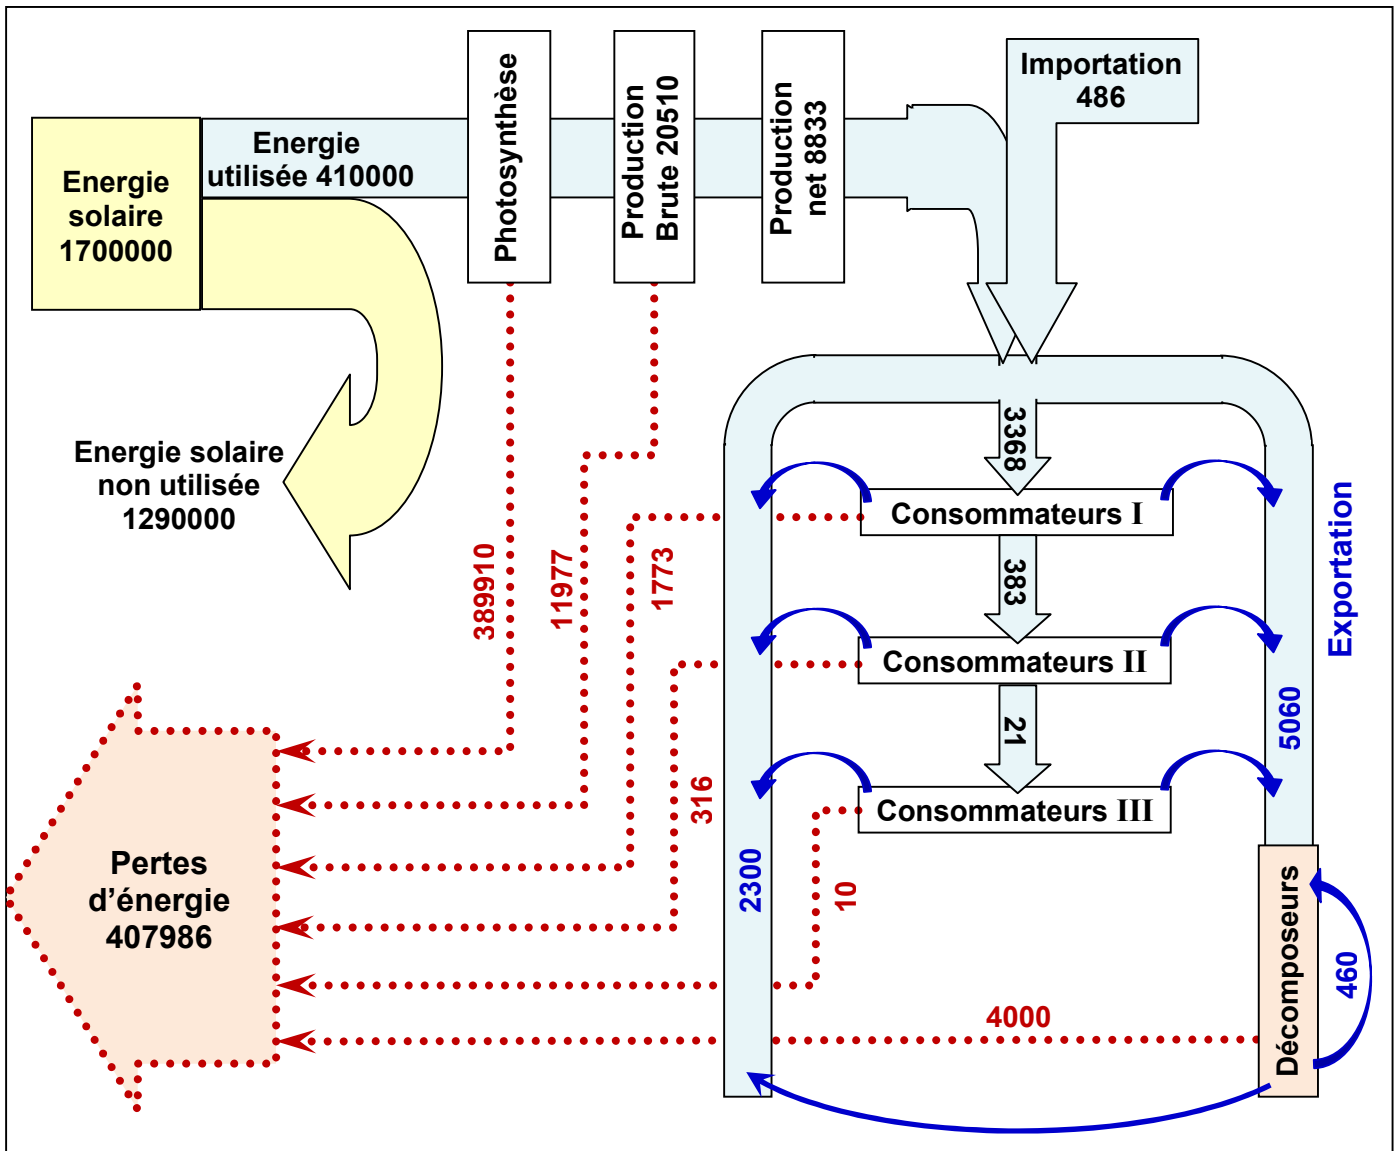 Energie
solaire
1700000
Energie
utilisée 410000
Photosynthèse
Production
Brute 20510
Production
net 8833
Importation
486
Energie solaire
non utilisée
1290000
3368
Consommateurs I
383
Consommateurs II
21
Consommateurs III
Exportation
5060
389910
11977
1773
316
10
2300
4000
460
Décomposeurs
Pertes
d’énergie
407986